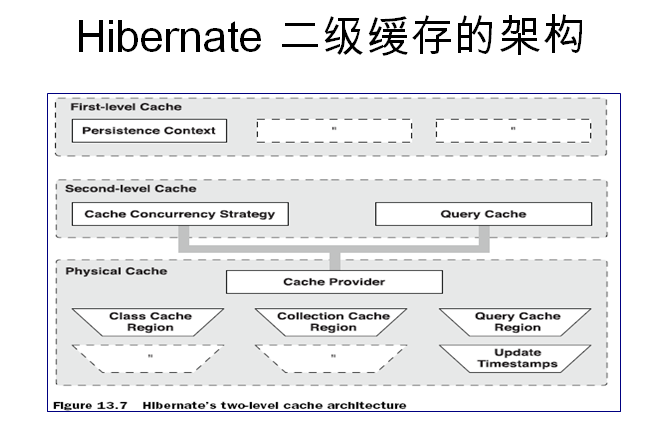 Hibernate 二级缓存的架构
First-level Cache
Persistence Context
"
"
Second-level Cache
Cache Concurrency Strategy
Query Cache
Physical Cache
Cache Provider
Class Cache
Region
Collection Cache
Region
Query Cache
Region
"
"
Update
Timestamps
Figure 13.7 Hibernate's two-level cache architecture